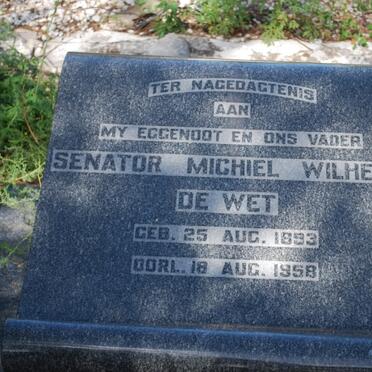 TER NAGEDAGTENIS
AAN
MY EGGENOOT EN ONS VADER
SENATOR MICHIEL WILHE
DE WET
GEB. 25 AUG. 1893
OORL. 18 AUG. 1958